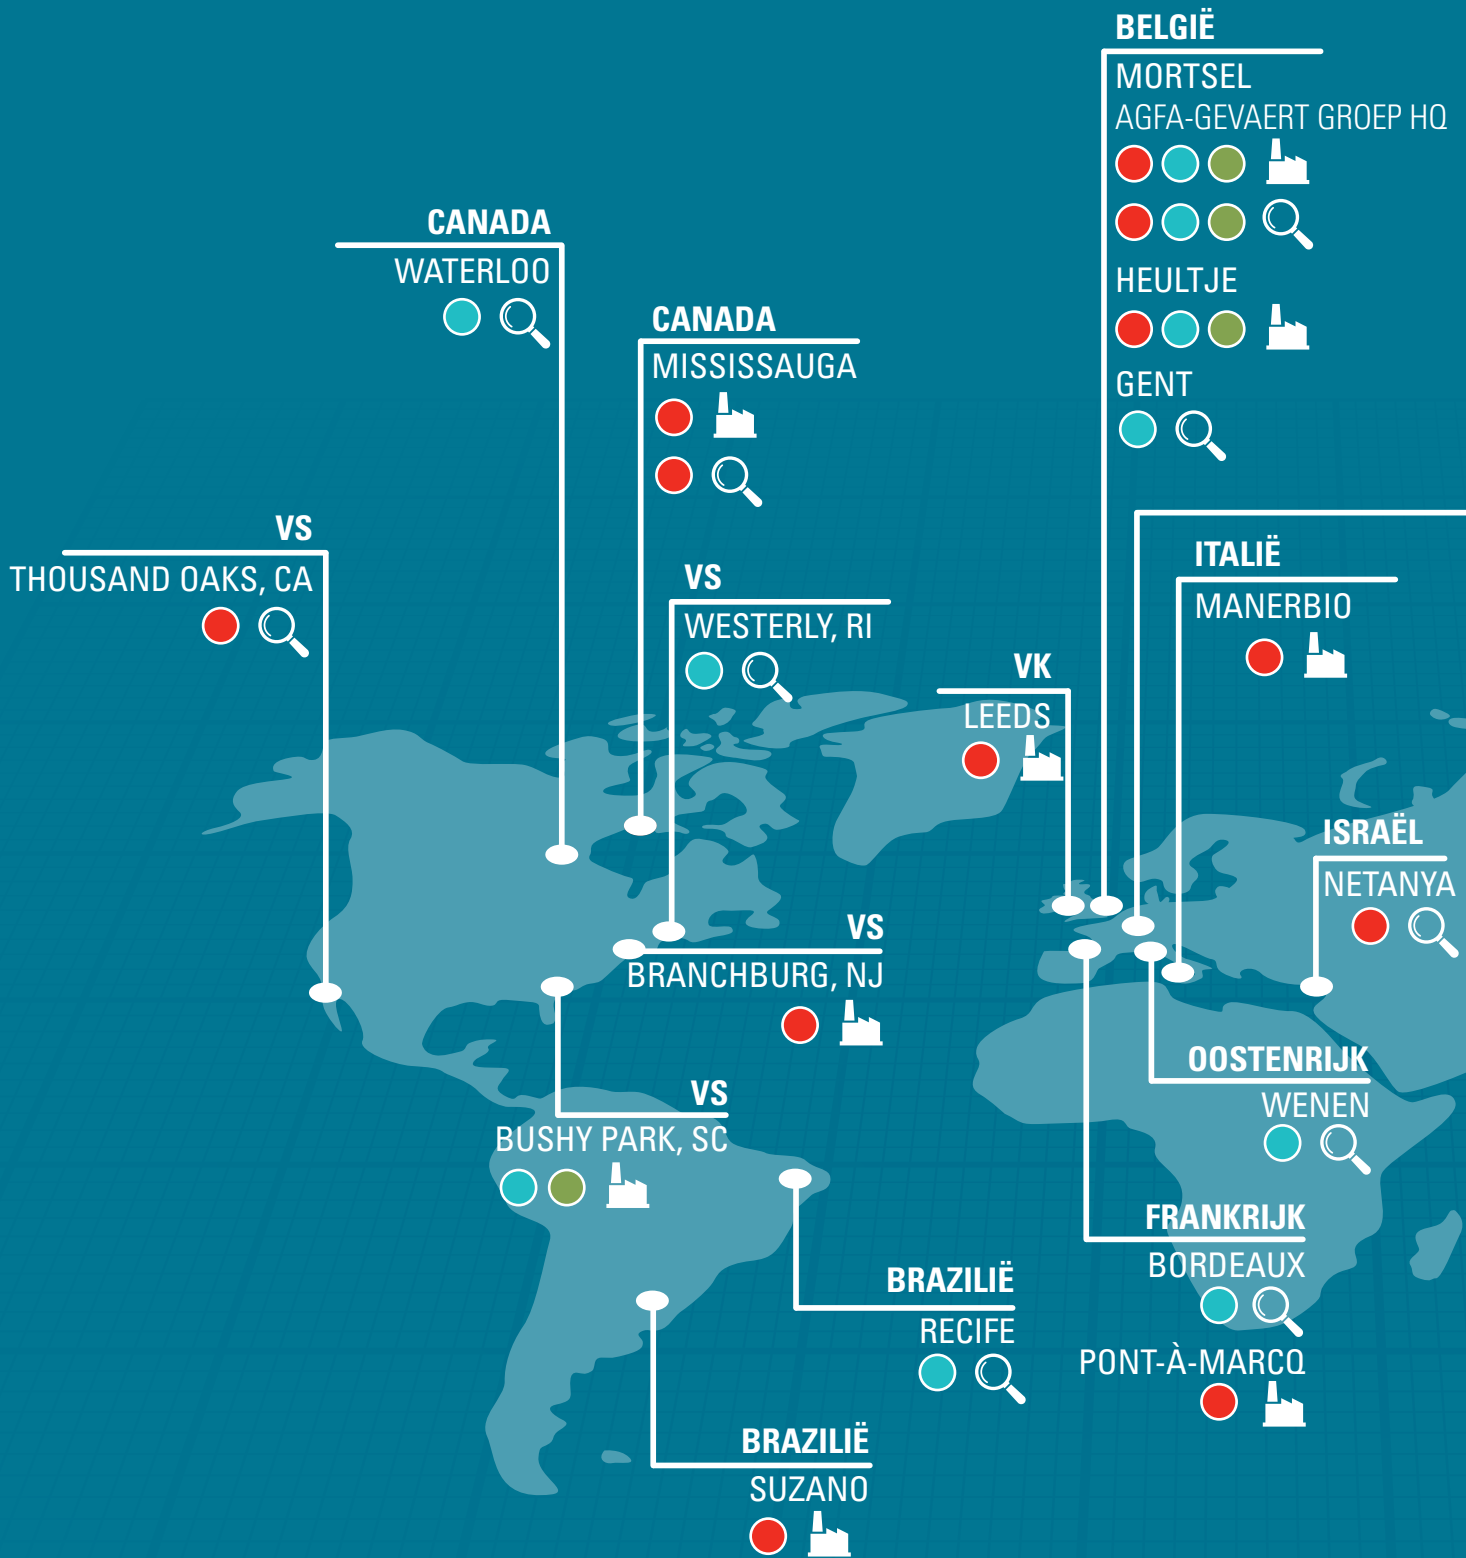 BELGIË
MORTSEL
AGFA-GEVAERT GROEP HQ
HEULTJE
GENT
CANADA
WATERLOO
CANADA
MISSISSAUGA
VS
THOUSAND OAKS, CA
VS
WESTERLY, RI
ITALIË
MANERBIO
VK
LEEDS
ISRAËL
NETANYA
VS
BRANCHBURG, NJ
OOSTENRIJK
WENEN
VS
BUSHY PARK, SC
FRANKRIJK
BORDEAUX
PONT-À-MARCQ
BRAZILIË
RECIFE
BRAZILIË
SUZANO